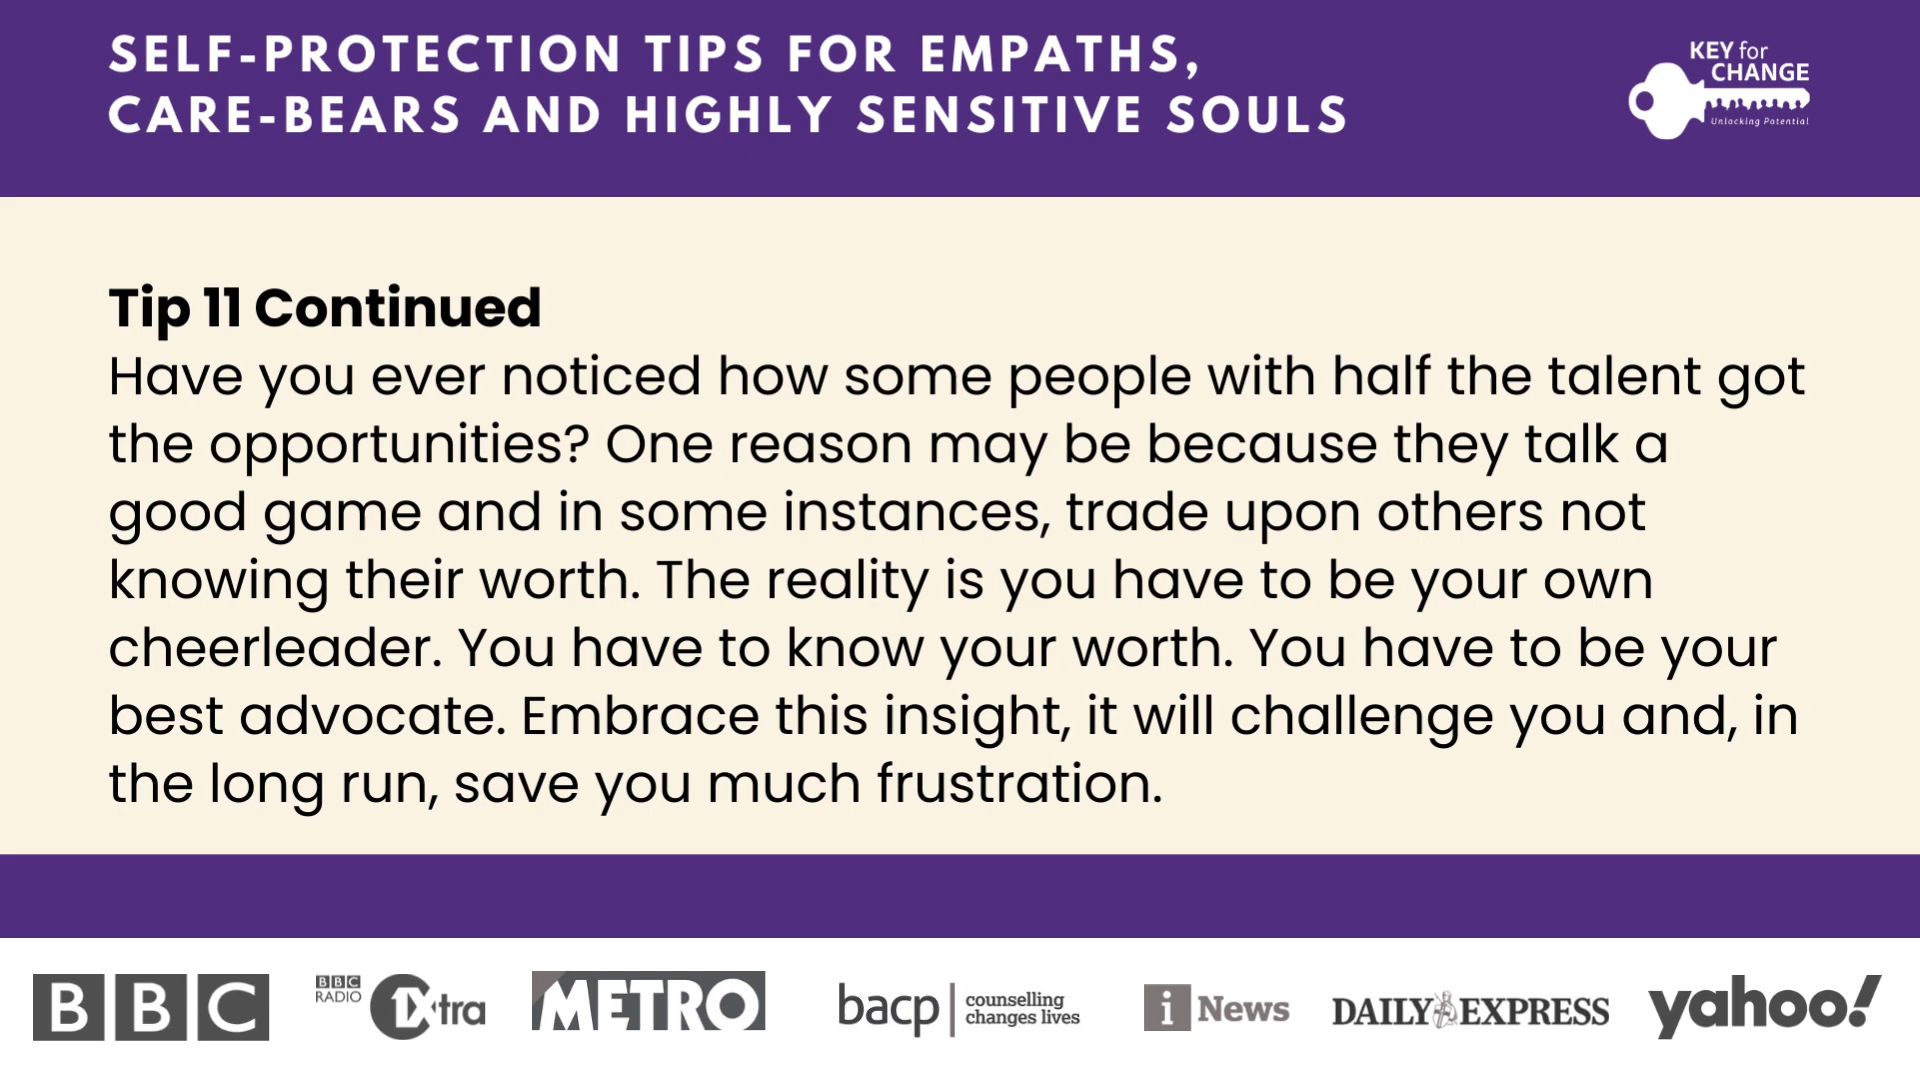 SELF-PROTECTION TIPS FOR EMPATHS,
CARE-BEARS AND HIGHLY SENSITIVE SOULS
KEY for
CHANGE
Unlocking Potential
Tip 11 Continued
Have you ever noticed how some people with half the talent got
the opportunities? One reason may be because they talk a
good game and in some instances, trade upon others not
knowing their worth. The reality is you have to be your own
cheerleader. You have to know your worth. You have to be your
best advocate. Embrace this insight, it will challenge you and, in
the long run, save you much frustration.
BBC
BBC
RADIO
1Xtra
METRO
bacp
counselling
changes lives
i News
DAILY EXPRESS
yahoo!